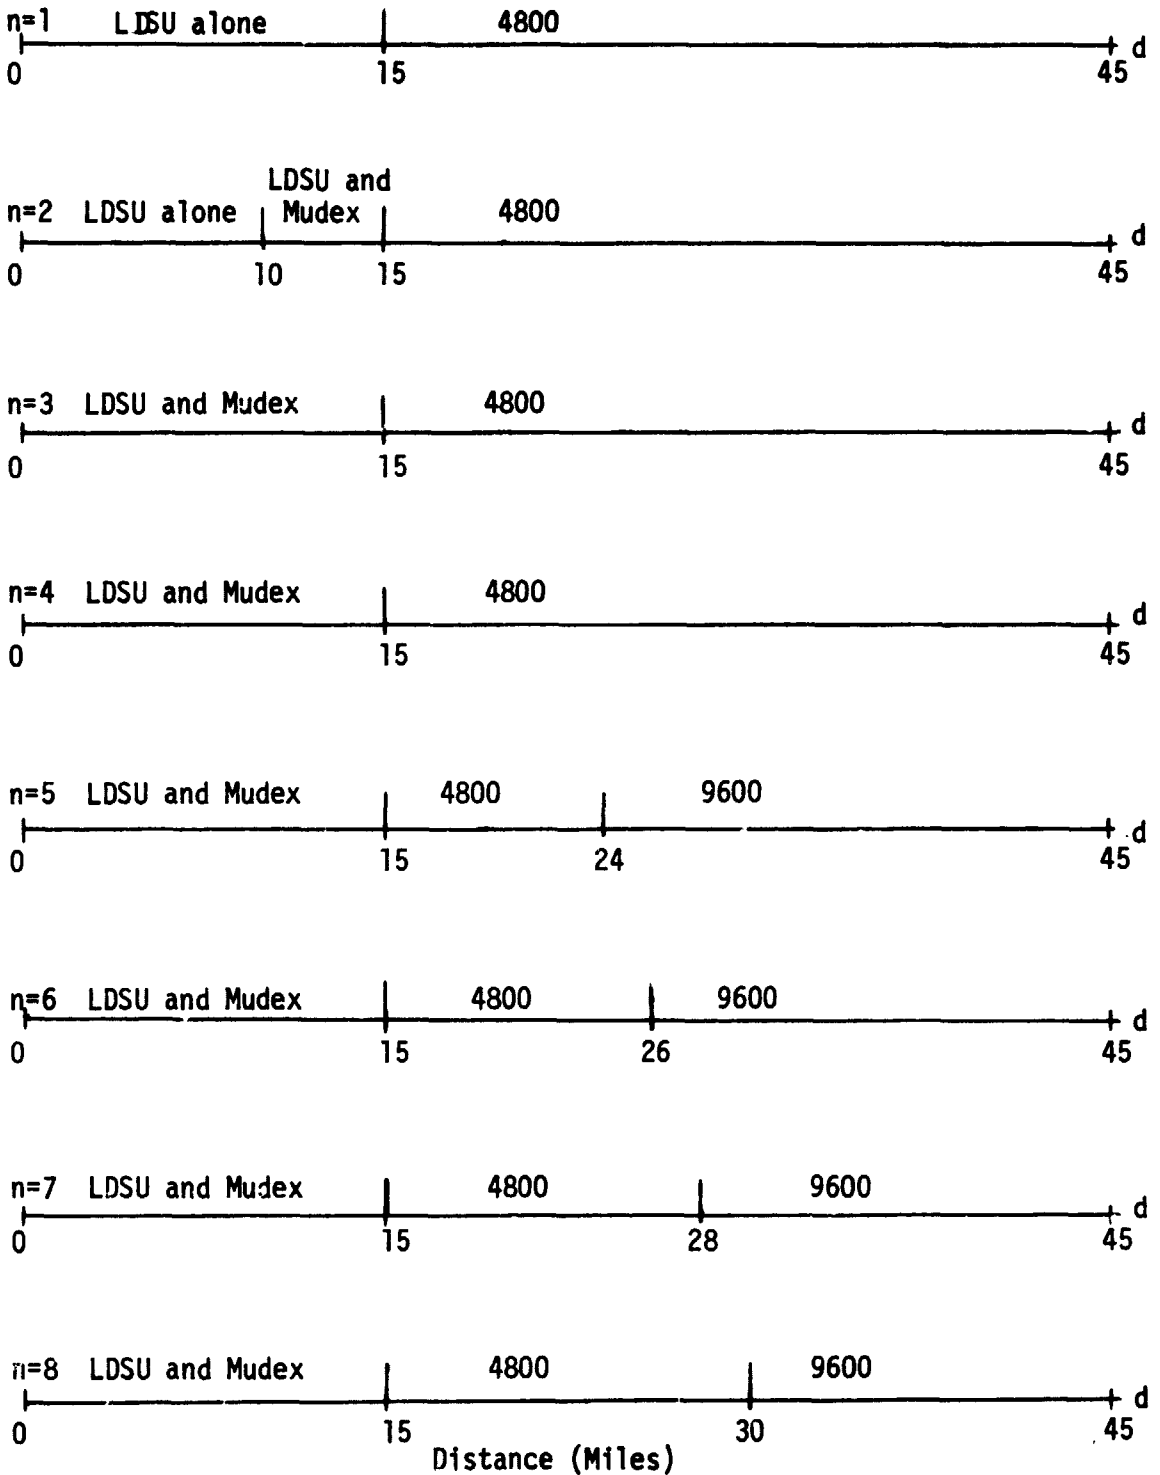 n=1 LDSU alone 4800
d
0 15 45
LDSU and
n=2 LDSU alone Mudex 4800
d
0 10 15 45
n=3 LDSU and Mudex 4800
d
0 15 45
n=4 LDSU and Mudex 4800
d
0 15 45
n=5 LDSU and Mudex 4800 9600
d
0 15 24 45
n=6 LDSU and Mudex 4800 9600
d
0 15 26 45
n=7 LDSU and Mudex 4800 9600
d
0 15 28 45
n=8 LDSU and Mudex 4800 9600
d
0 15 30 45
Distance (Miles)